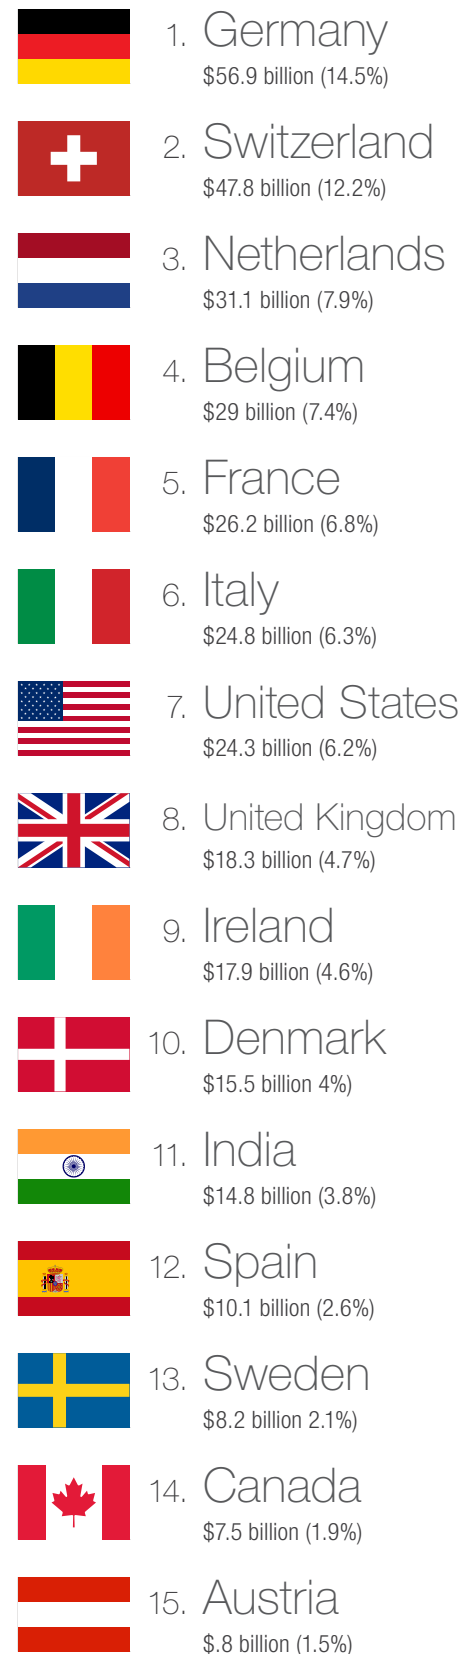 1. Germany
$56.9 billion (14.5%)
2. Switzerland
$47.8 billion (12.2%)
3. Netherlands
$31.1 billion (7.9%)
4. Belgium
$29 billion (7.4%)
5. France
$26.2 billion (6.8%)
6. Italy
$24.8 billion (6.3%)
7. United States
$24.3 billion (6.2%)
8. United Kingdom
$18.3 billion (4.7%)
9. Ireland
$17.9 billion (4.6%)
10. Denmark
$15.5 billion 4%)
11. India
$14.8 billion (3.8%)
12. Spain
$10.1 billion (2.6%)
13. Sweden
$8.2 billion 2.1%)
14. Canada
$7.5 billion (1.9%)
15. Austria
$.8 billion (1.5%)